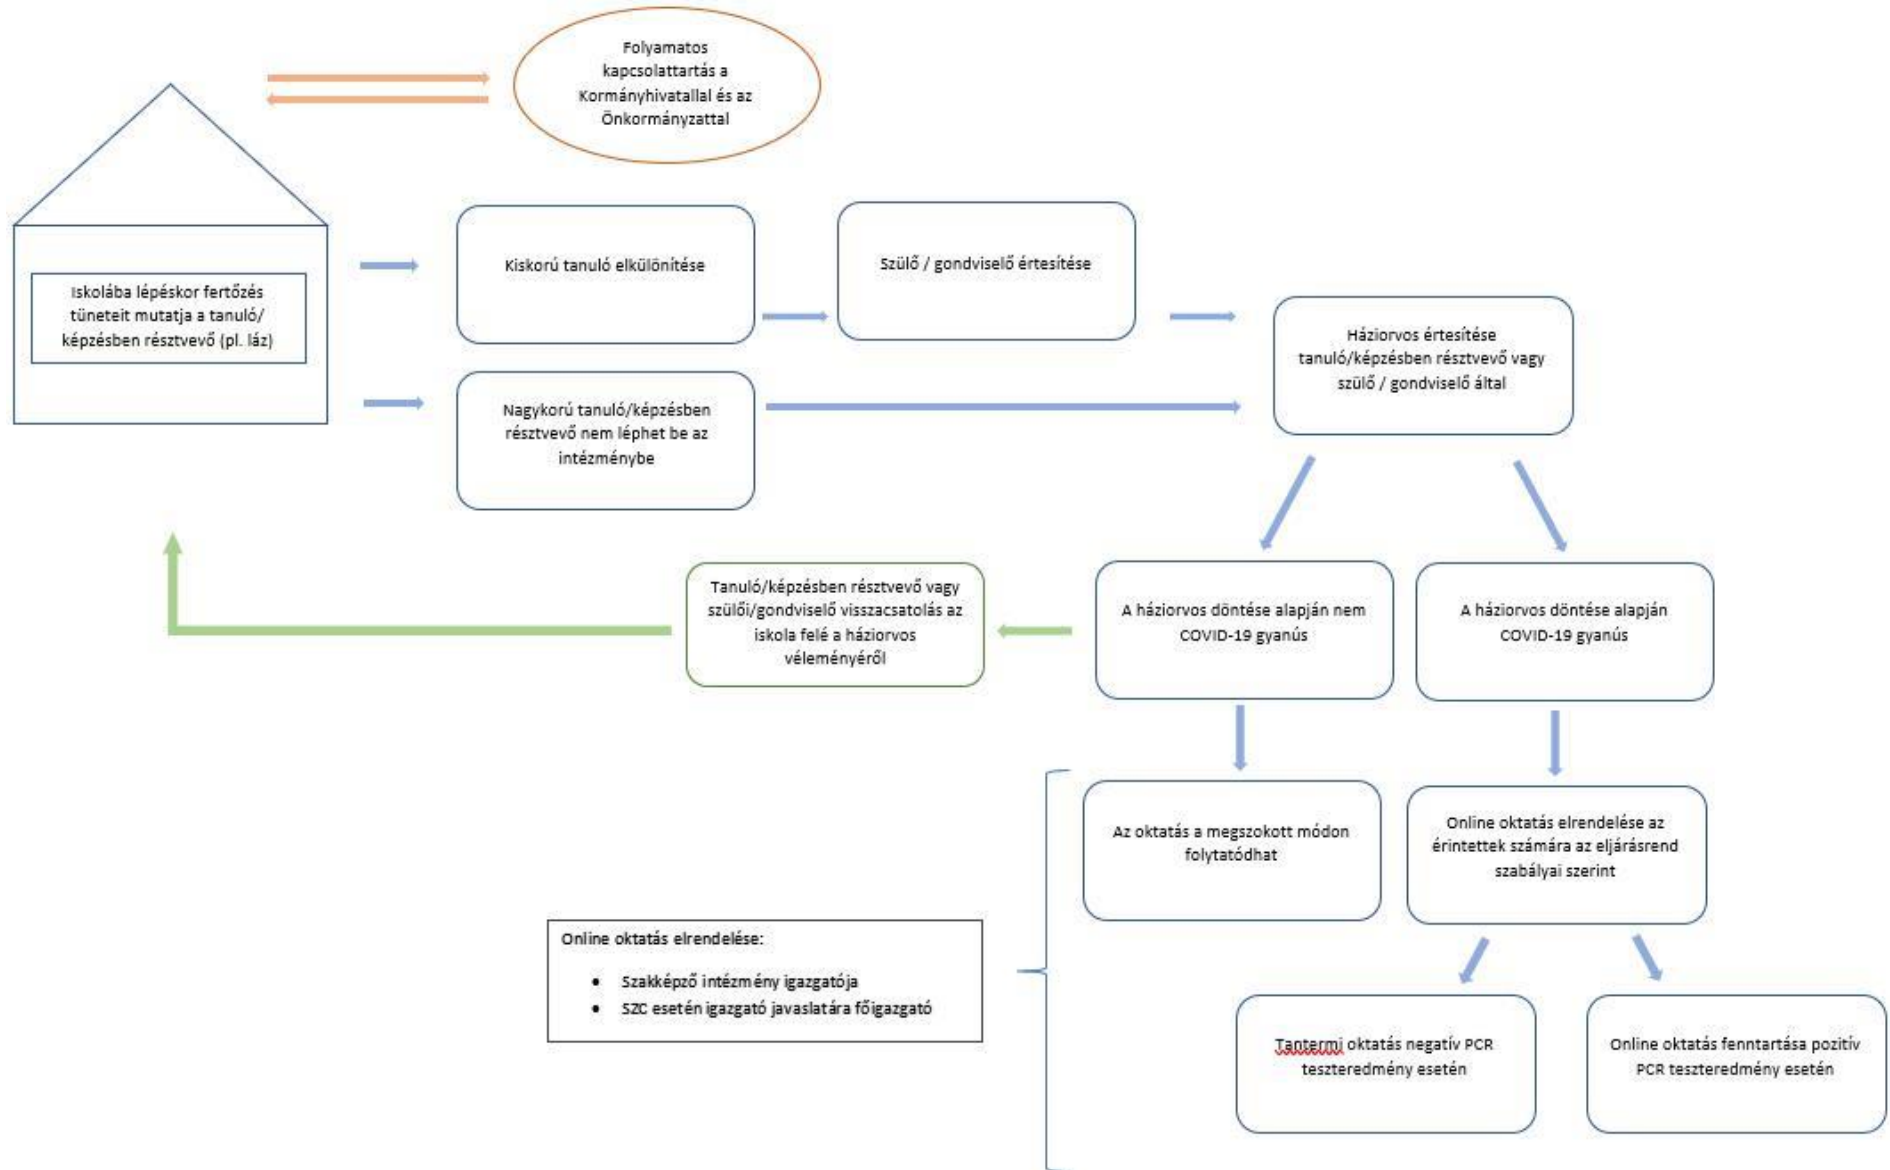 Folyamatos
kapcsolattartás a
Kormányhivatallal és az
Önkormányzattal
Iskolába lépéskor fertőzés
tüneteit mutatja a tanuló/
képzésben résztvevő (pl. láz)
Kiskorú tanuló elkülönítése
Szülő / gondviselő értesítése
Nagykorú tanuló/képzésben
résztvevő nem léphet be az
intézménybe
Háziorvos értesítése
tanuló/képzésben résztvevő vagy
szülő / gondviselő által
Tanuló/képzésben résztvevő vagy
szülői/gondviselő visszacsatolás az
iskola felé a háziorvos
véleményéről
A háziorvos döntése alapján nem
COVID-19 gyanús
A háziorvos döntése alapján
COVID-19 gyanús
Az oktatás a megszokott módon
folytatódhat
Online oktatás elrendelése az
érintettek számára az eljárásrend
szabályai szerint
Online oktatás elrendelése:
• Szakképző intézmény igazgatója
• SZC esetén igazgató javaslatára főigazgató
Tantermi oktatás negatív PCR
teszteredmény esetén
Online oktatás fenntartása pozitív
PCR teszteredmény esetén